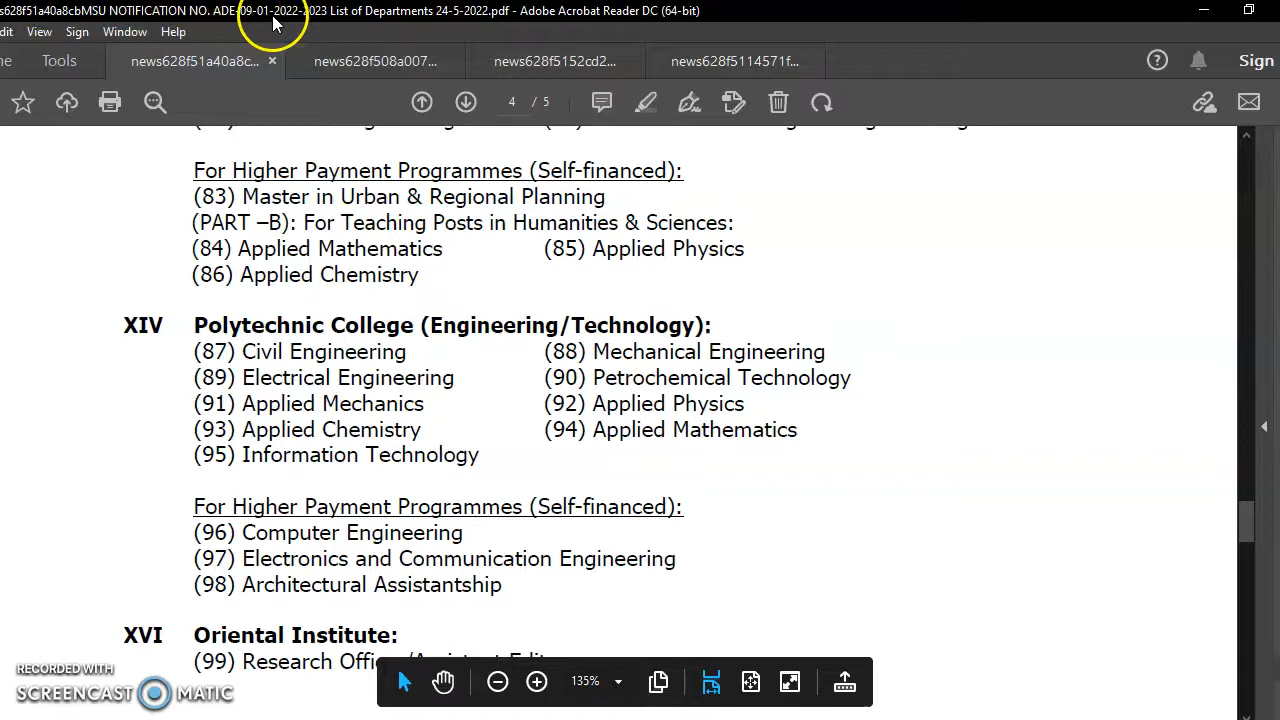 s628f51a40a8cbMSU NOTIFICATION NO. ADE-09-01-2022-2023 List of Departments 24-5-2022.pdf - Adobe Acrobat Reader DC (64-bit)
dit View Sign Window Help
ne Tools news628f51a40a8c... × news628f508a007... news628f5152cd2... news628f5114571f... Sign
4 / 5
For Higher Payment Programmes (Self-financed):
(83) Master in Urban & Regional Planning
(PART –B): For Teaching Posts in Humanities & Sciences:
(84) Applied Mathematics (85) Applied Physics
(86) Applied Chemistry
XIV Polytechnic College (Engineering/Technology):
(87) Civil Engineering (88) Mechanical Engineering
(89) Electrical Engineering (90) Petrochemical Technology
(91) Applied Mechanics (92) Applied Physics
(93) Applied Chemistry (94) Applied Mathematics
(95) Information Technology
For Higher Payment Programmes (Self-financed):
(96) Computer Engineering
(97) Electronics and Communication Engineering
(98) Architectural Assistantship
XVI Oriental Institute:
(99) Research
135%
RECORDED WITH
SCREENCAST MATIC